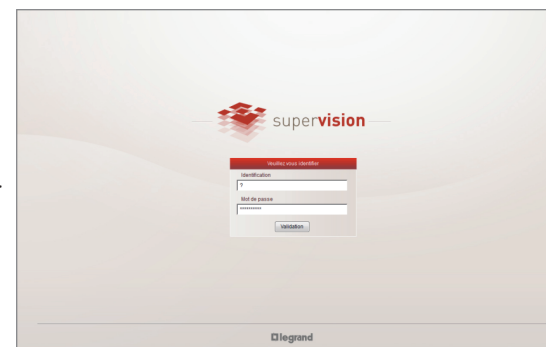 supervision
Veuillez vous identifier
Identification
?
Mot de passe
**********
Validation
legrand